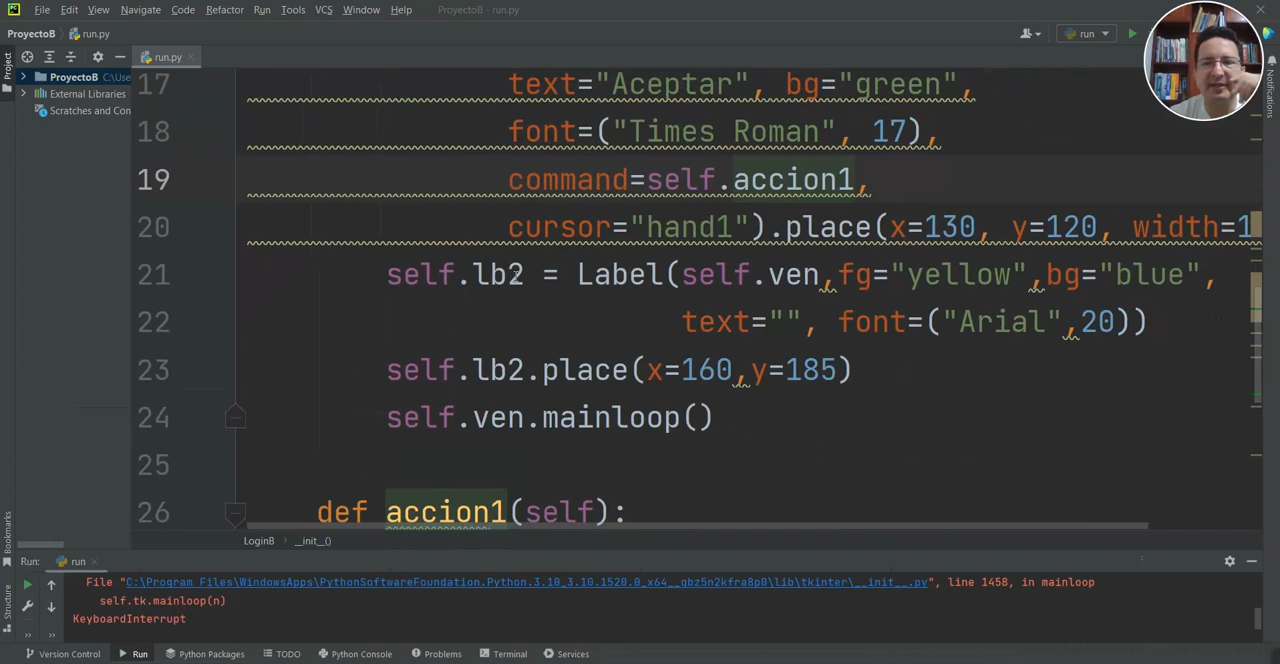 File Edit View Navigate Code Refactor Run Tools VCS Window Help ProyectoB - run.py
ProyectoB run.py run
Project run.py
ProyectoB C:\Use
External Libraries
Scratches and Con
Notifications
17 text="Aceptar", bg="green",
18 font=("Times Roman", 17),
19 command=self.accion1,
20 cursor="hand1").place(x=130, y=120, width=1
21 self.lb2 = Label(self.ven,fg="yellow",bg="blue",
22 text="", font=("Arial",20))
23 self.lb2.place(x=160,y=185)
24 self.ven.mainloop()
25
26 def accion1(self):
LoginB __init__()
Bookmarks
Structure
Run: run
File "C:\Program Files\WindowsApps\PythonSoftwareFoundation.Python.3.10_3.10.1520.0_x64__qbz5n2kfra8p0\lib\tkinter\__init__.py", line 1458, in mainloop
self.tk.mainloop(n)
KeyboardInterrupt
Version Control Run Python Packages TODO Python Console Problems Terminal Services